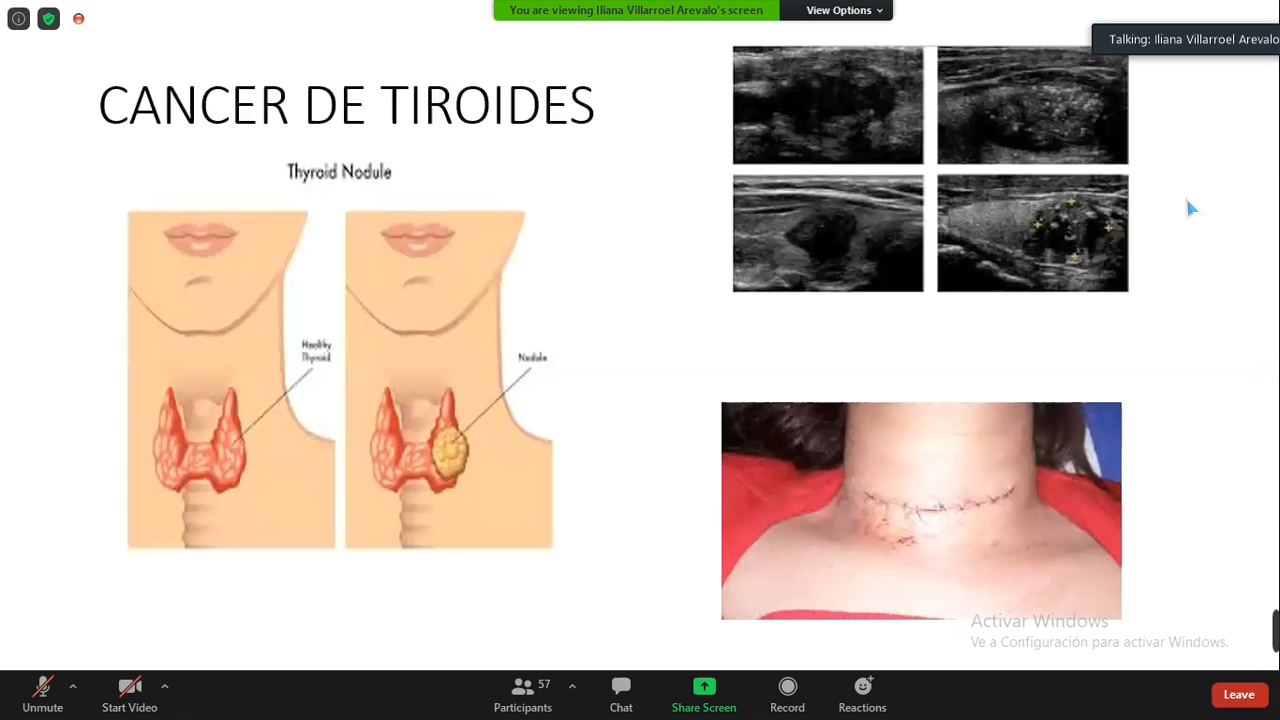 You are viewing Iliana Villarroel Arevalo's screen
View Options
Talking: Iliana Villarroel Arevalo
CANCER DE TIROIDES
Thyroid Nodule
Healthy
Thyroid
Nodule
Activar Windows
Ve a Configuración para activar Windows.
Unmute
Start Video
57
Participants
Chat
Share Screen
Record
Reactions
Leave